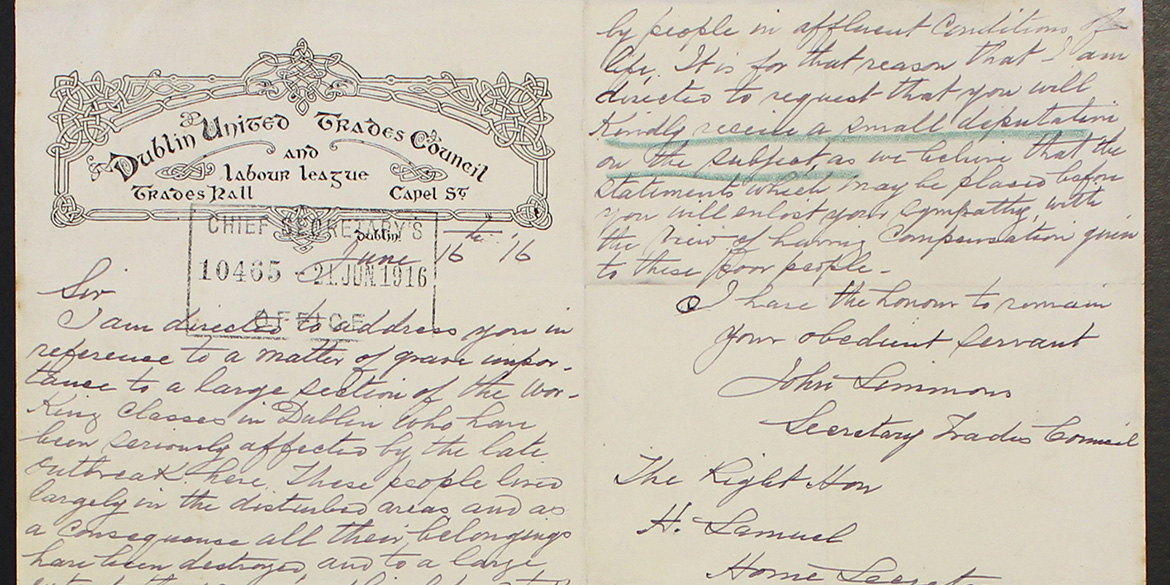 Dublin United Trades Council
and
Labour League
Trades Hall Capel St.
Dublin,
June 16th '16
CHIEF SECRETARY'S
10465 - 21 JUN 1916
OFFICE
Sir
I am directed to address you in
reference to a matter of grave impor-
tance to a large section of the wor-
king classes in Dublin who have
been seriously affected by the late
outbreak here. These people lived
largely in the disturbed areas and as
a consequence all their belongings
have been destroyed and to a large
by people in affluent Conditions of
life. It is for that reason that I am
directed to request that you will
Kindly receive a small deputation
on the subject as we believe that the
statements which may be placed before
you will enlist your sympathy, with
the view of having Compensation given
to these poor people.
I have the honour to remain
Your obedient servant
John Simmons
Secretary Trades Council
The Right Hon
H. Samuel
Home